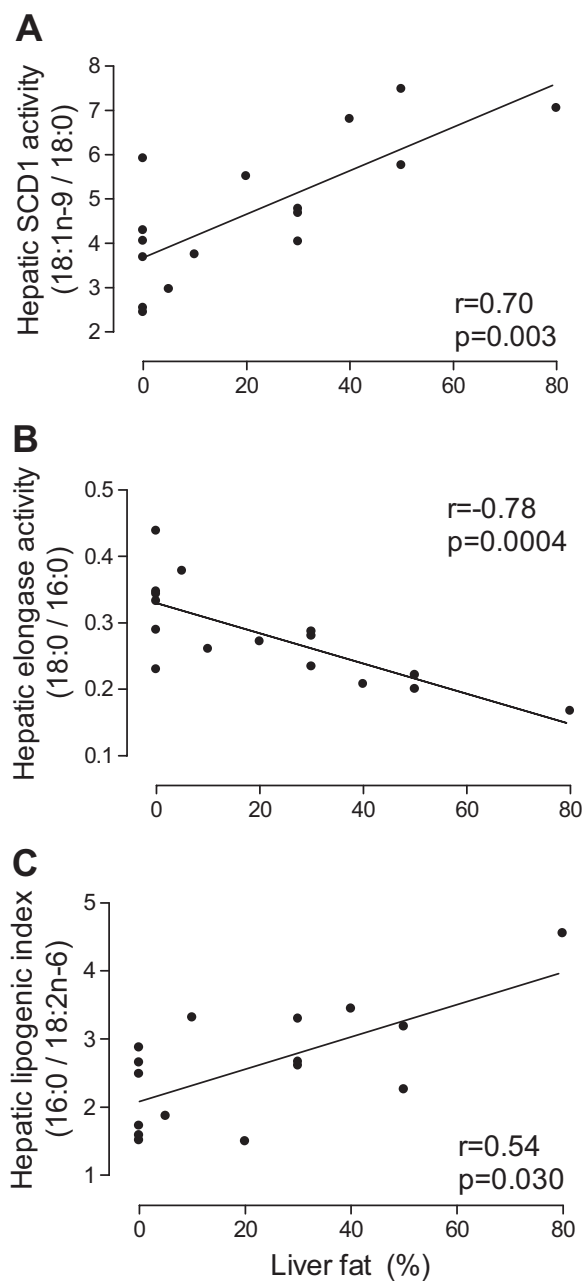 A
Hepatic SCD1 activity
(18:1n-9 / 18:0)
8
7
6
5
4
3
2
r=0.70
p=0.003
0 20 40 60 80
B
Hepatic elongase activity
(18:0 / 16:0)
0.5
0.4
0.3
0.2
0.1
r=-0.78
p=0.0004
0 20 40 60 80
C
Hepatic lipogenic index
(16:0 / 18:2n-6)
5
4
3
2
1
r=0.54
p=0.030
0 20 40 60 80
Liver fat (%)